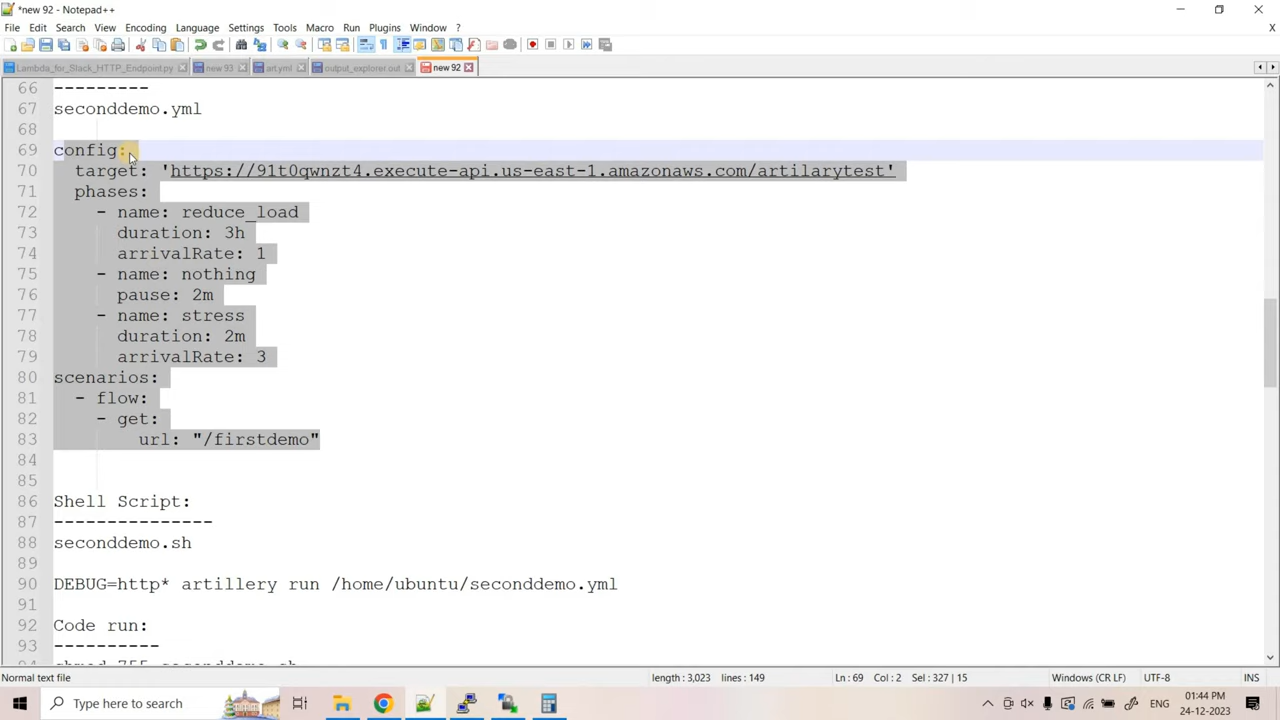 *new 92 - Notepad++
File Edit Search View Encoding Language Settings Tools Macro Run Plugins Window ?
X
Lambda_for_Slack_HTTP_Endpoint.py new 93 art.yml output_explorer.out new 92
66 ---------
67 seconddemo.yml
68
69 config:
70 target: 'https://91t0qwnzt4.execute-api.us-east-1.amazonaws.com/artilarytest'
71 phases:
72 - name: reduce_load
73 duration: 3h
74 arrivalRate: 1
75 - name: nothing
76 pause: 2m
77 - name: stress
78 duration: 2m
79 arrivalRate: 3
80 scenarios:
81 - flow:
82 - get:
83 url: "/firstdemo"
84
85
86 Shell Script:
87 ---------------
88 seconddemo.sh
89
90 DEBUG=http* artillery run /home/ubuntu/seconddemo.yml
91
92 Code run:
93 ----------
94 chmod 755 seconddemo.sh
Normal text file length : 3,023 lines : 149 Ln : 69 Col : 2 Sel : 327 | 15 Windows (CR LF) UTF-8 INS
Type here to search ENG 01:44 PM
24-12-2023